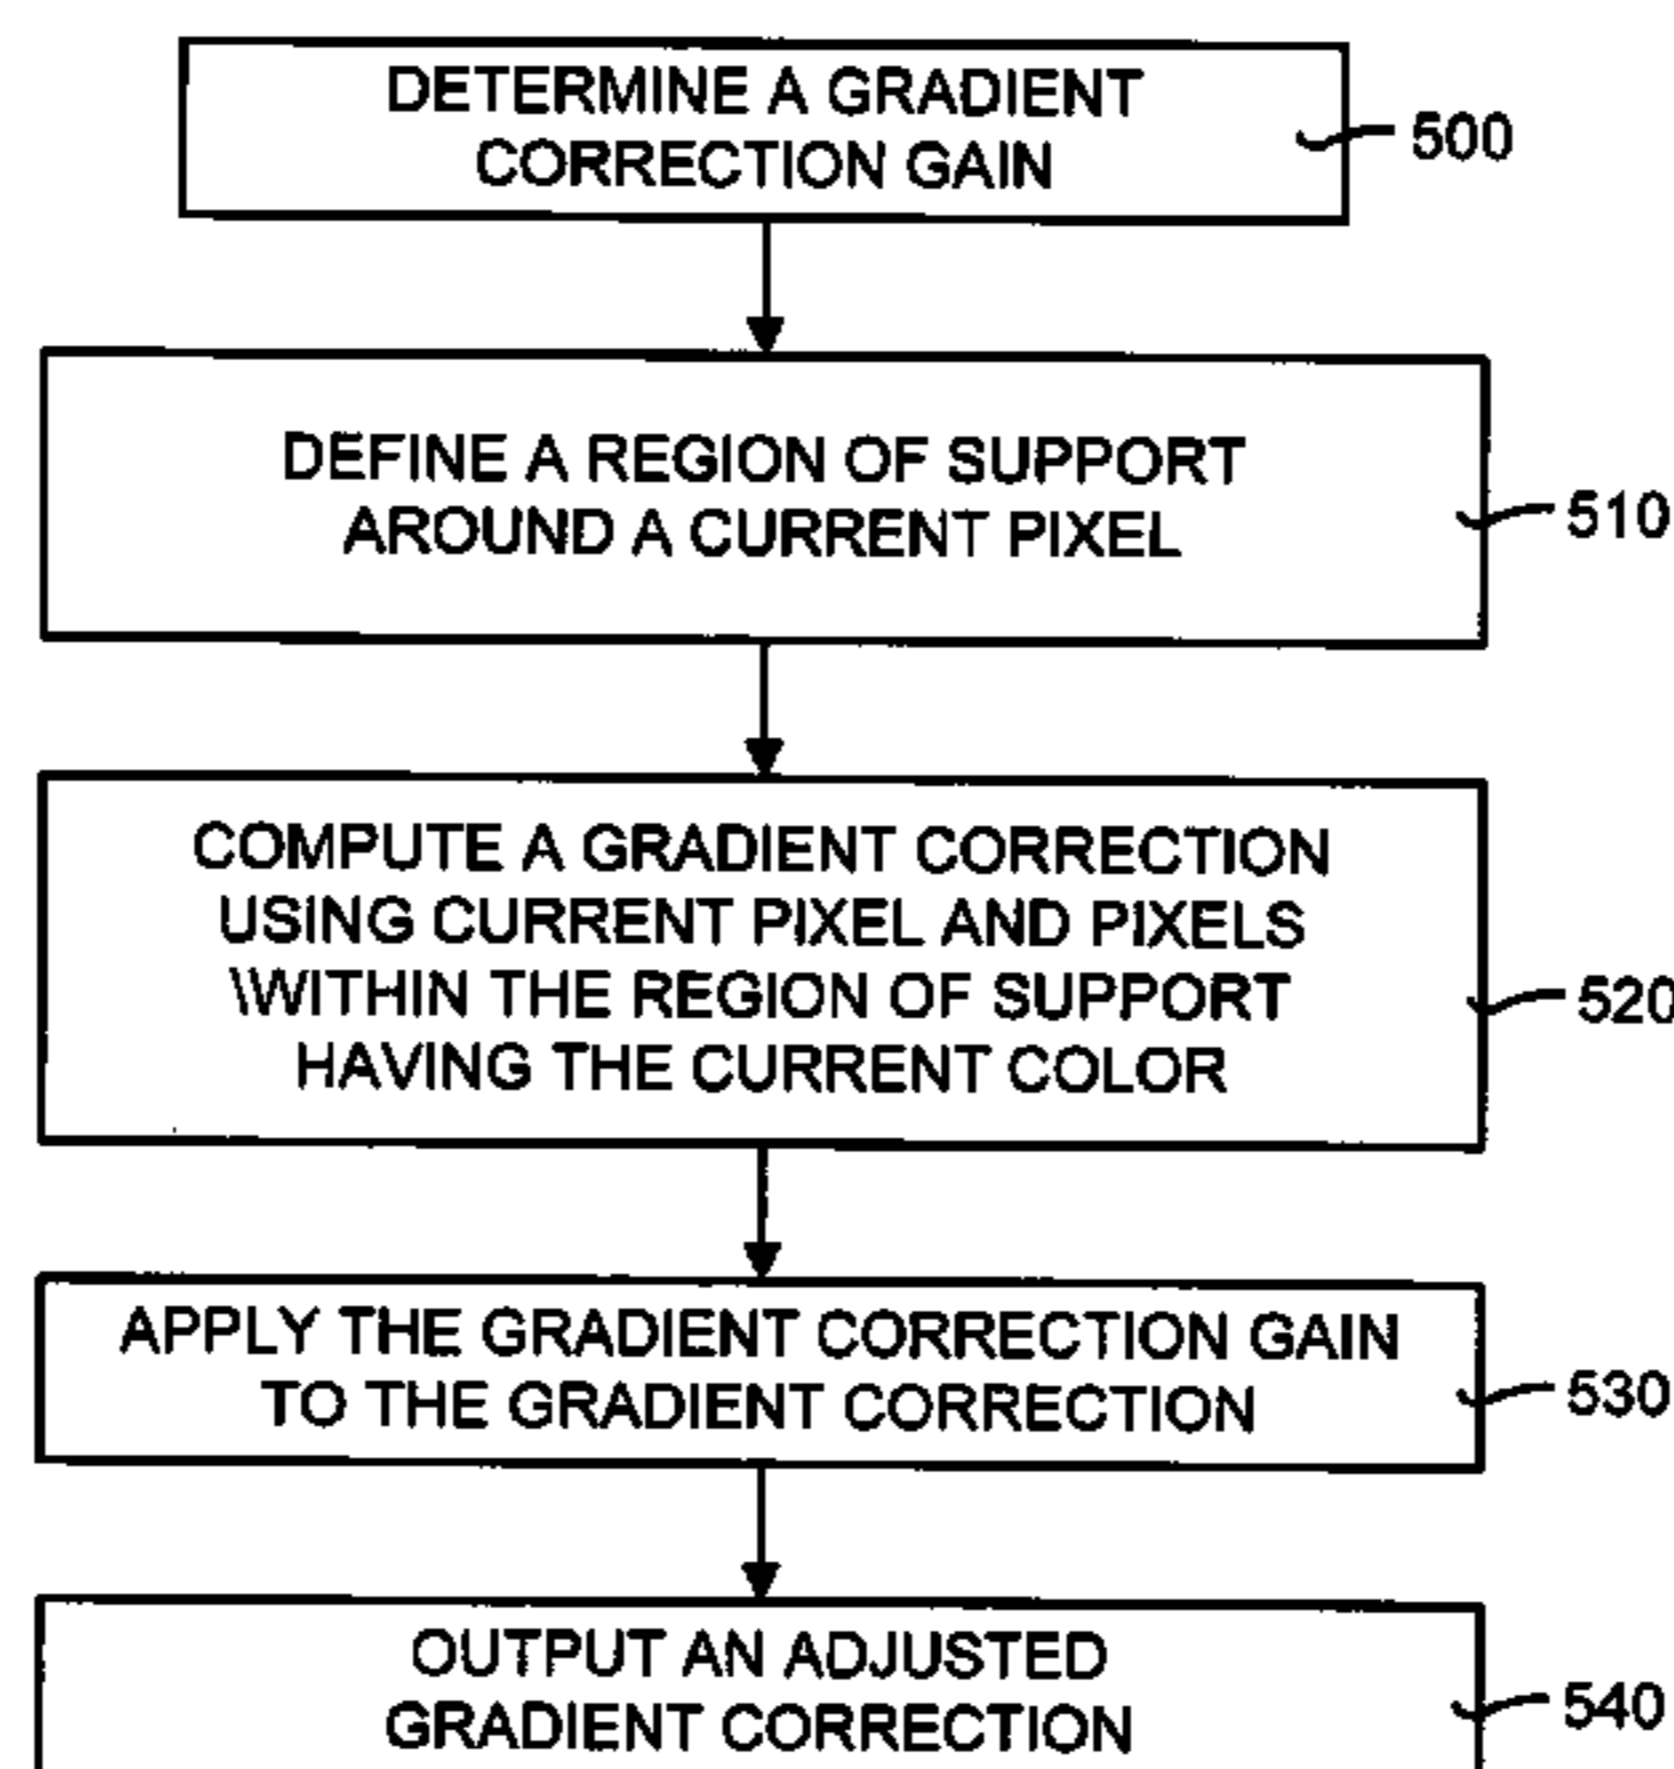 DETERMINE A GRADIENT
CORRECTION GAIN
500
DEFINE A REGION OF SUPPORT
AROUND A CURRENT PIXEL
510
COMPUTE A GRADIENT CORRECTION
USING CURRENT PIXEL AND PIXELS
\WITHIN THE REGION OF SUPPORT
HAVING THE CURRENT COLOR
520
APPLY THE GRADIENT CORRECTION GAIN
TO THE GRADIENT CORRECTION
530
OUTPUT AN ADJUSTED
GRADIENT CORRECTION
540